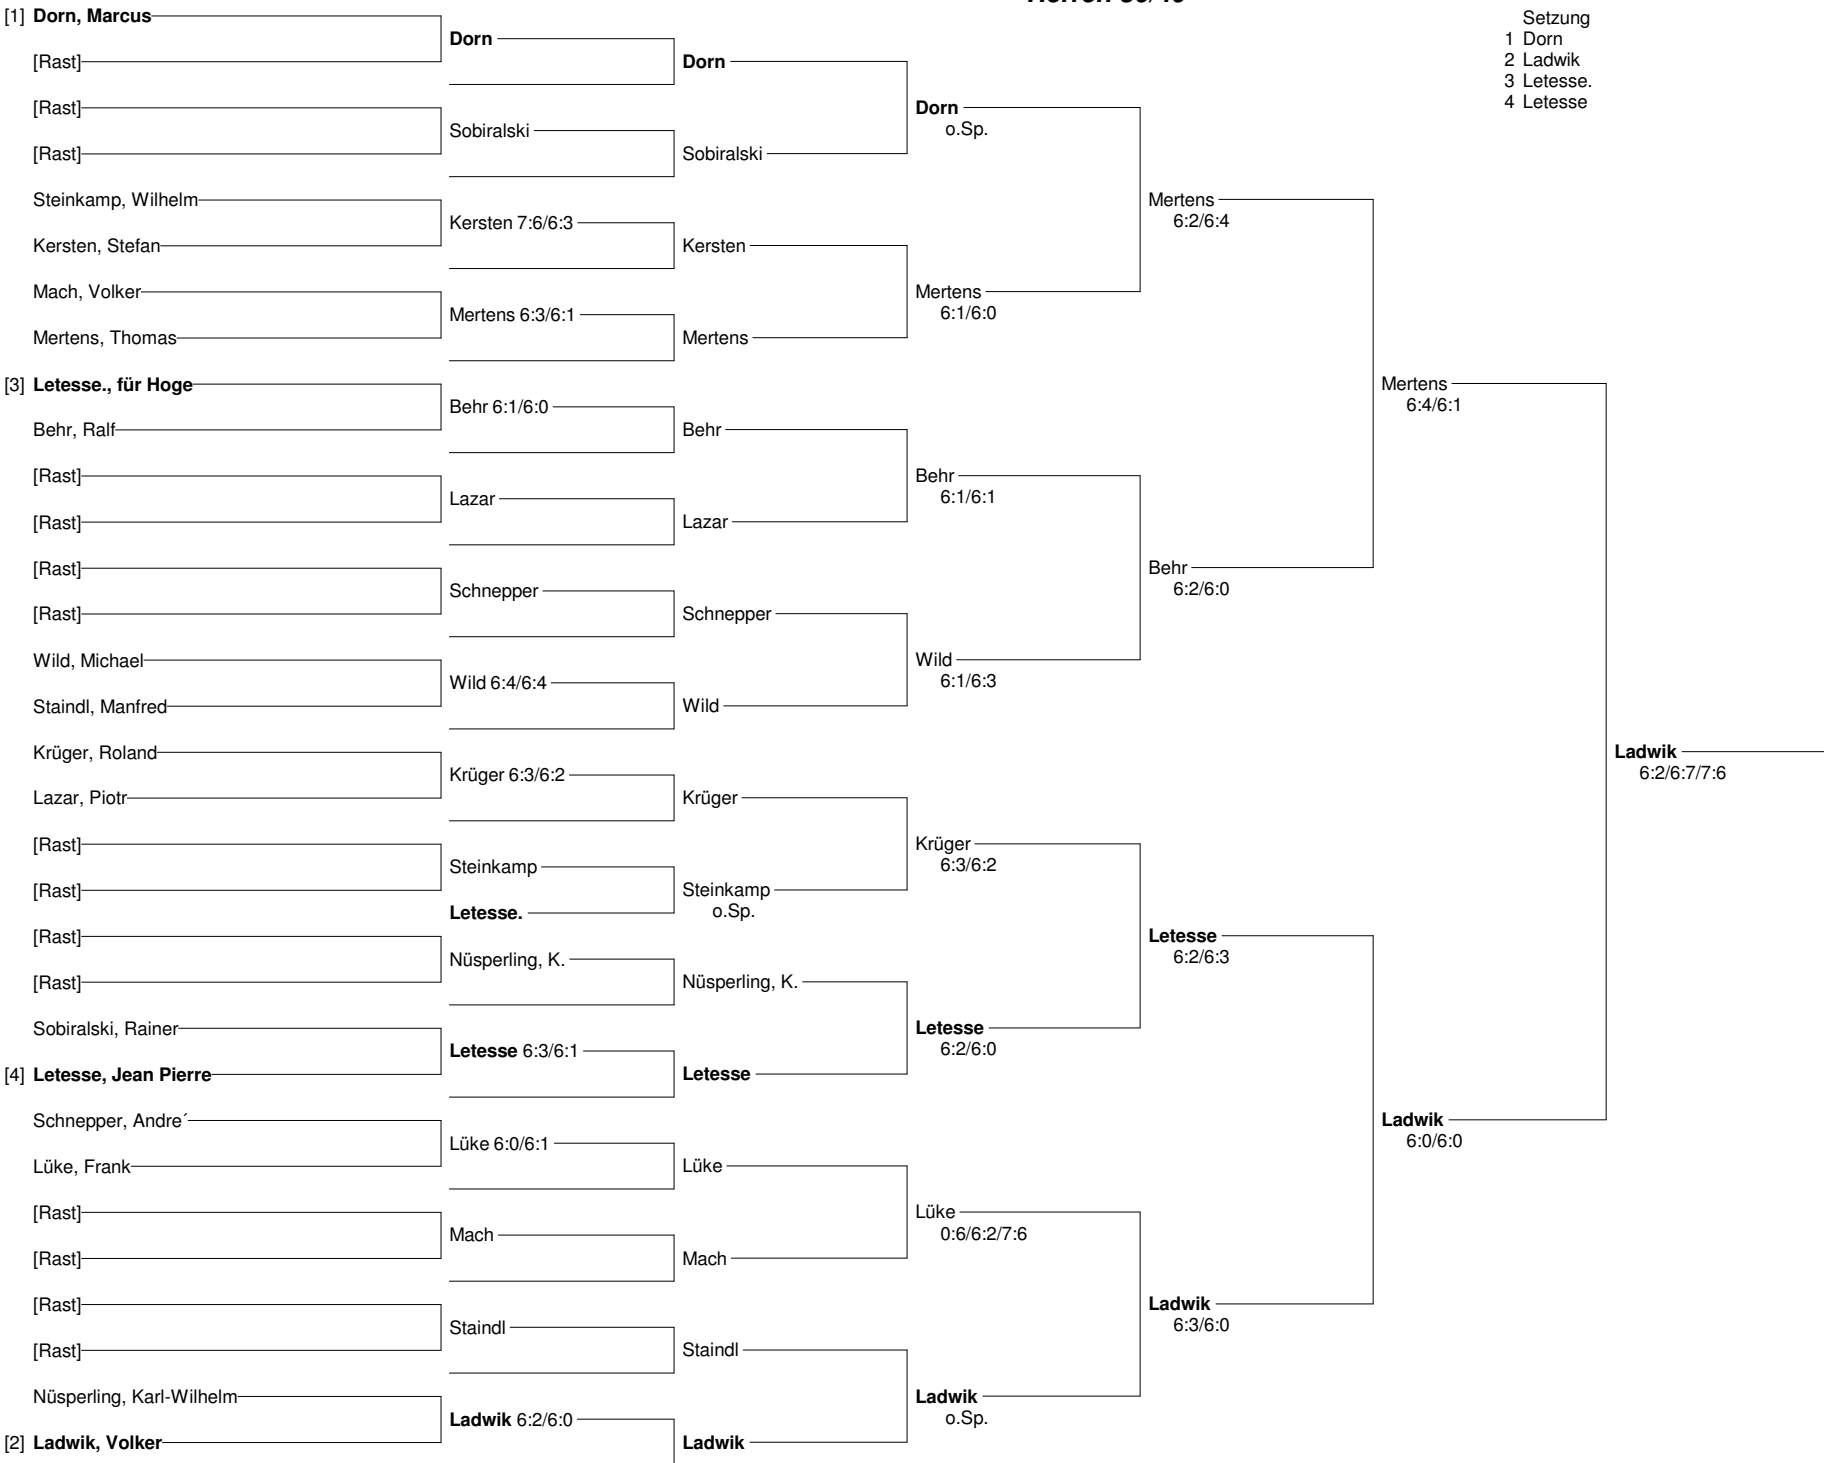 Herren 30/40
Setzung
1 Dorn
2 Ladwik
3 Letesse.
4 Letesse
[1] Dorn, Marcus
[Rast]
[Rast]
[Rast]
Steinkamp, Wilhelm
Kersten, Stefan
Mach, Volker
Mertens, Thomas
[3] Letesse., für Hoge
Behr, Ralf
[Rast]
[Rast]
[Rast]
[Rast]
Wild, Michael
Staindl, Manfred
Krüger, Roland
Lazar, Piotr
[Rast]
[Rast]
[Rast]
[Rast]
Sobiralski, Rainer
[4] Letesse, Jean Pierre
Schnepper, Andre´
Lüke, Frank
[Rast]
[Rast]
[Rast]
[Rast]
Nüsperling, Karl-Wilhelm
[2] Ladwik, Volker
Dorn
Sobiralski
Kersten 7:6/6:3
Mertens 6:3/6:1
Behr 6:1/6:0
Lazar
Schnepper
Wild 6:4/6:4
Krüger 6:3/6:2
Steinkamp
Letesse.
Nüsperling, K.
Letesse 6:3/6:1
Lüke 6:0/6:1
Mach
Staindl
Ladwik 6:2/6:0
Dorn
Sobiralski
Kersten
Mertens
Behr
Lazar
Schnepper
Wild
Krüger
Steinkamp
o.Sp.
Nüsperling, K.
Letesse
Lüke
Mach
Staindl
Ladwik
Dorn
o.Sp.
Mertens
6:1/6:0
Behr
6:1/6:1
Wild
6:1/6:3
Krüger
6:3/6:2
Letesse
6:2/6:0
Lüke
0:6/6:2/7:6
Ladwik
o.Sp.
Mertens
6:2/6:4
Behr
6:2/6:0
Letesse
6:2/6:3
Ladwik
6:3/6:0
Mertens
6:4/6:1
Ladwik
6:0/6:0
Ladwik
6:2/6:7/7:6